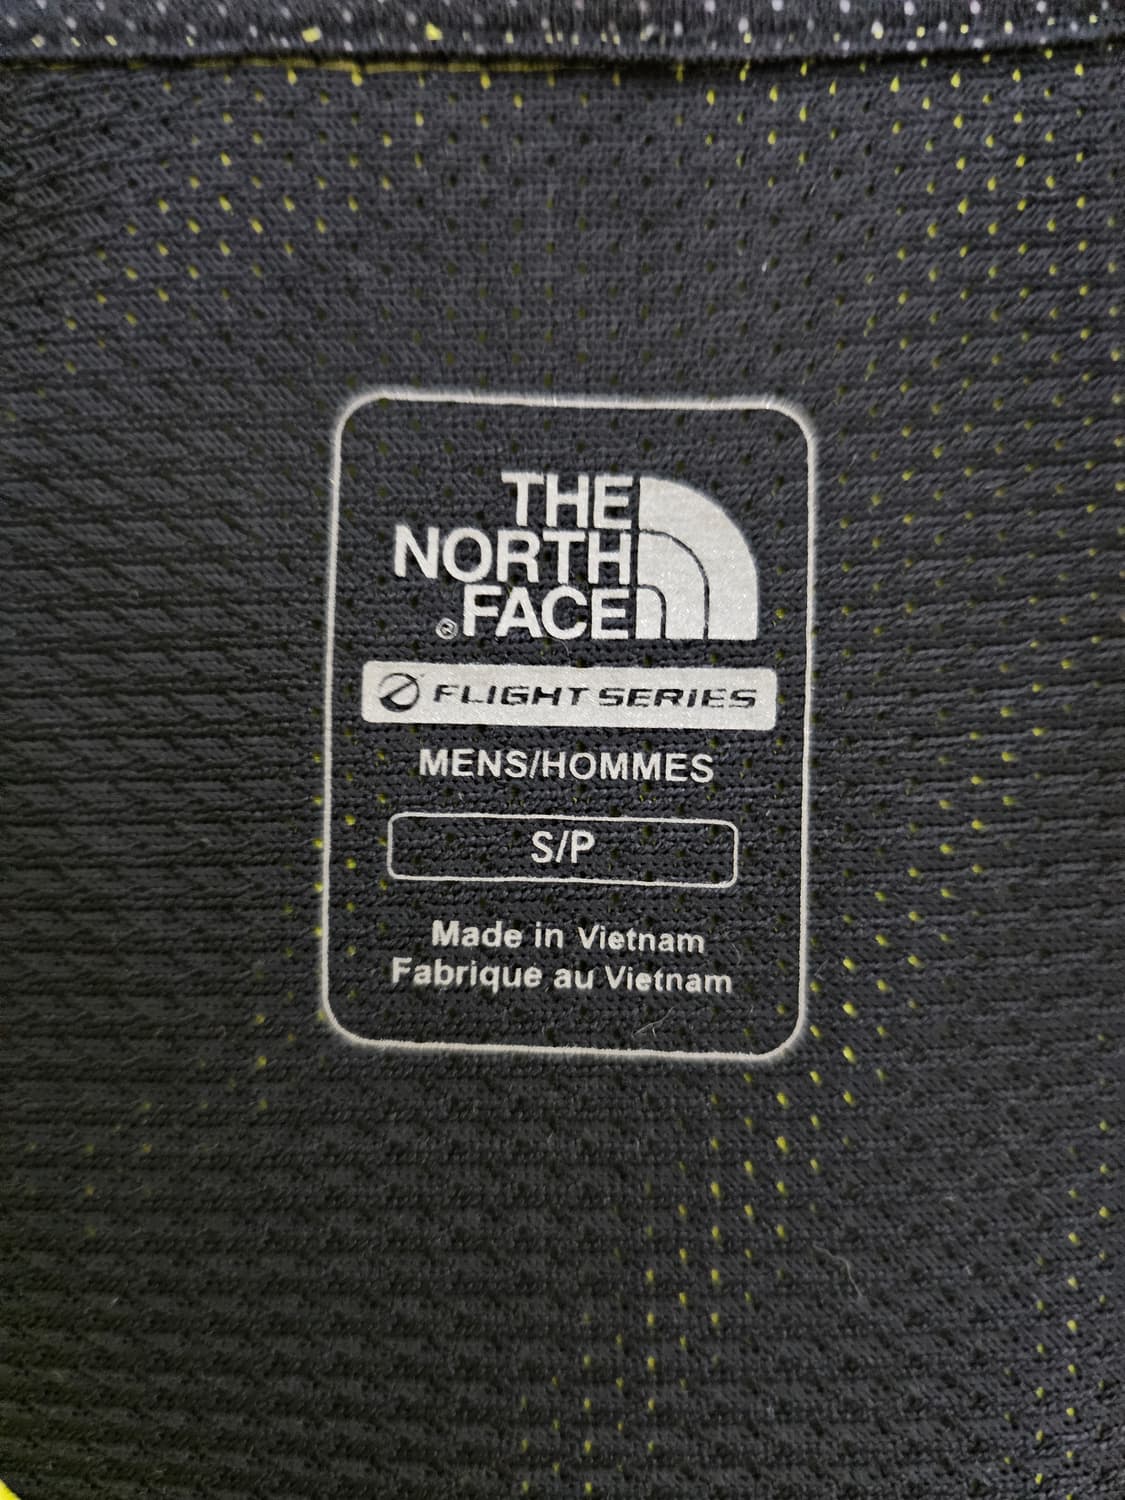 THE
NORTH
FACE
®
FLIGHT SERIES
MENS/HOMMES
S/P
Made in Vietnam
Fabrique au Vietnam